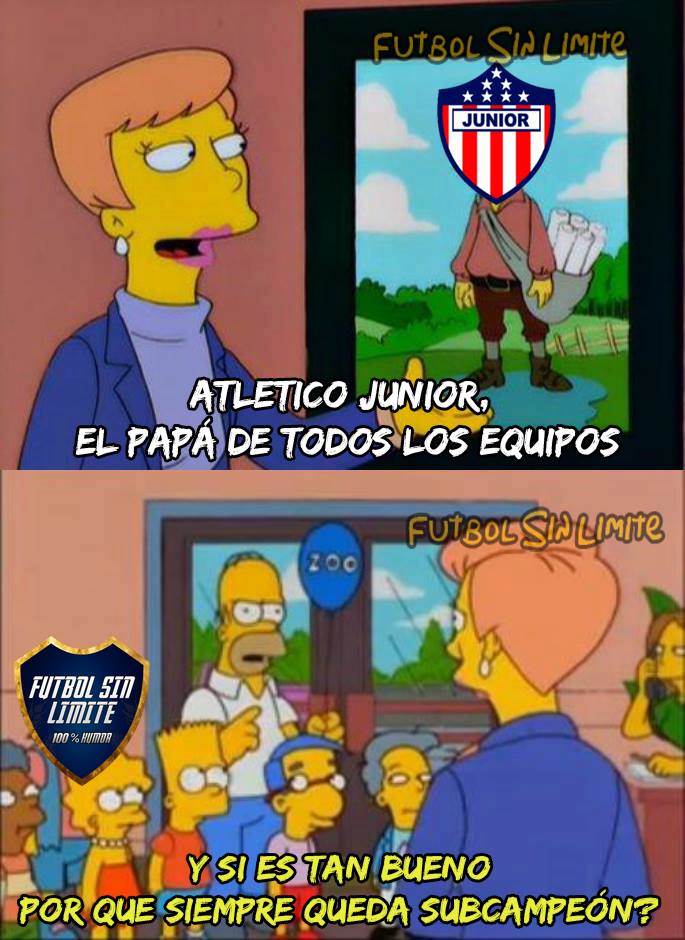 FUTBOL SIN LIMITE
JUNIOR
ATLETICO JUNIOR,
EL PAPÁ DE TODOS LOS EQUIPOS
FUTBOL SIN LIMITE
ZOO
FUTBOL SIN
LIMITE
100 % HUMOR
Y SI ES TAN BUENO
POR QUE SIEMPRE QUEDA SUBCAMPEÓN?